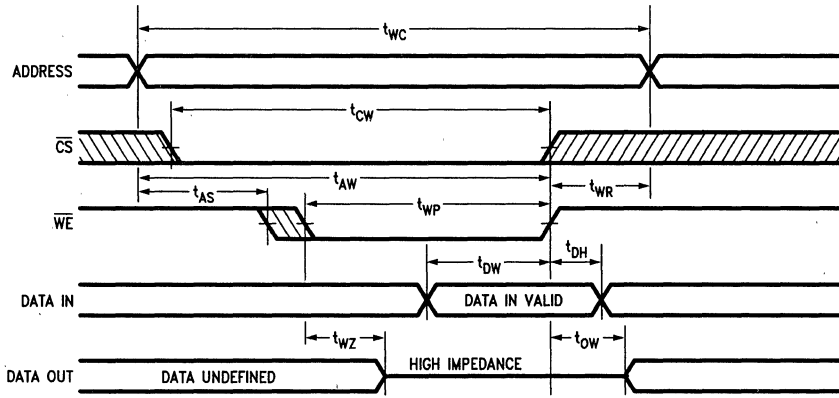 tWC
ADDRESS
tCW
CS
tAW
tAS
tWR
tWP
WE
tDH
tDW
DATA IN
DATA IN VALID
tWZ
tOW
HIGH IMPEDANCE
DATA OUT
DATA UNDEFINED